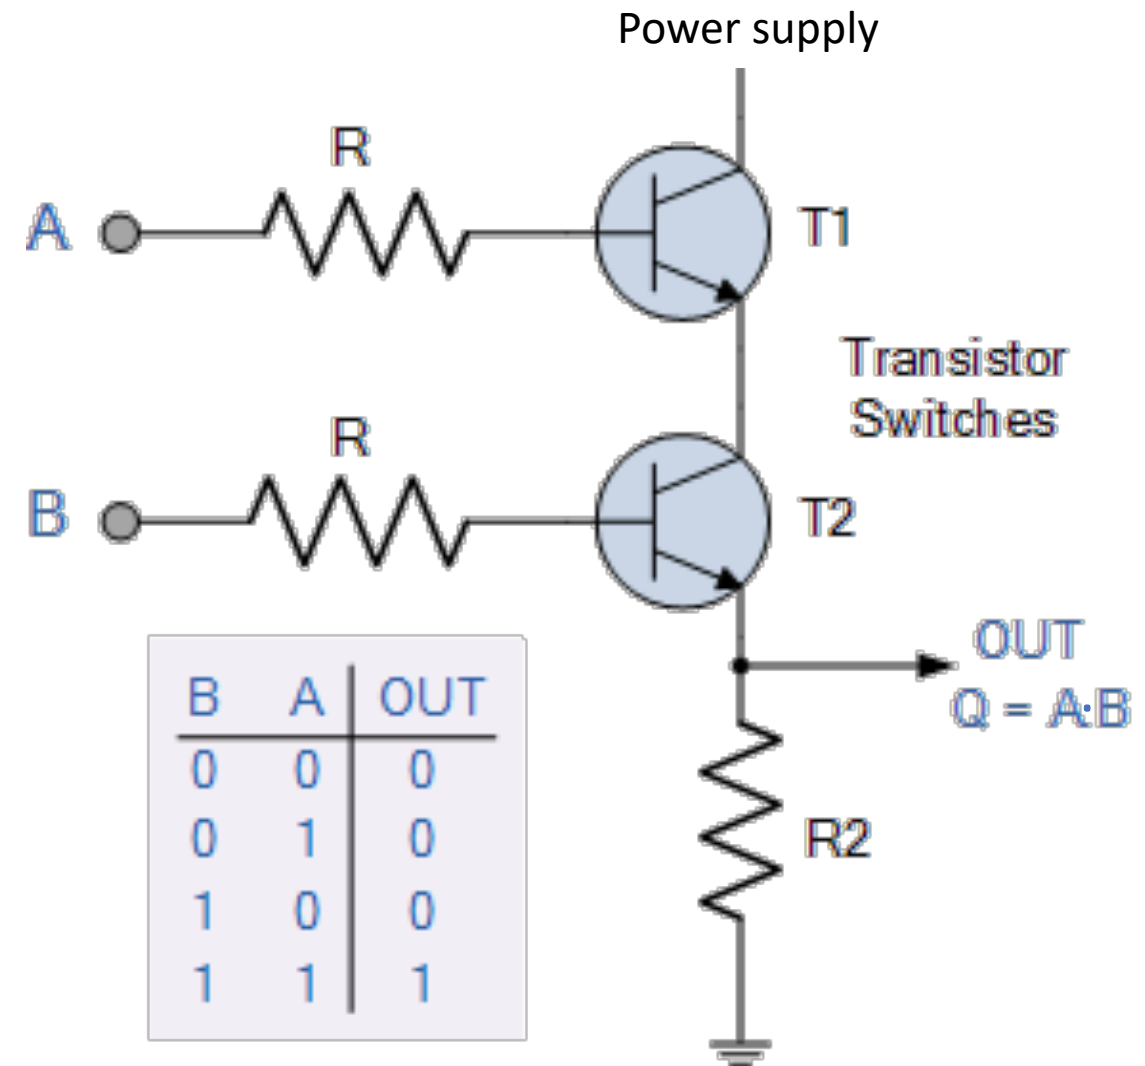 Power supply
R
A
T1
Transistor
Switches
R
B
T2
OUT
Q = A·B
B A OUT
0 0 0
0 1 0
1 0 0
1 1 1
R2